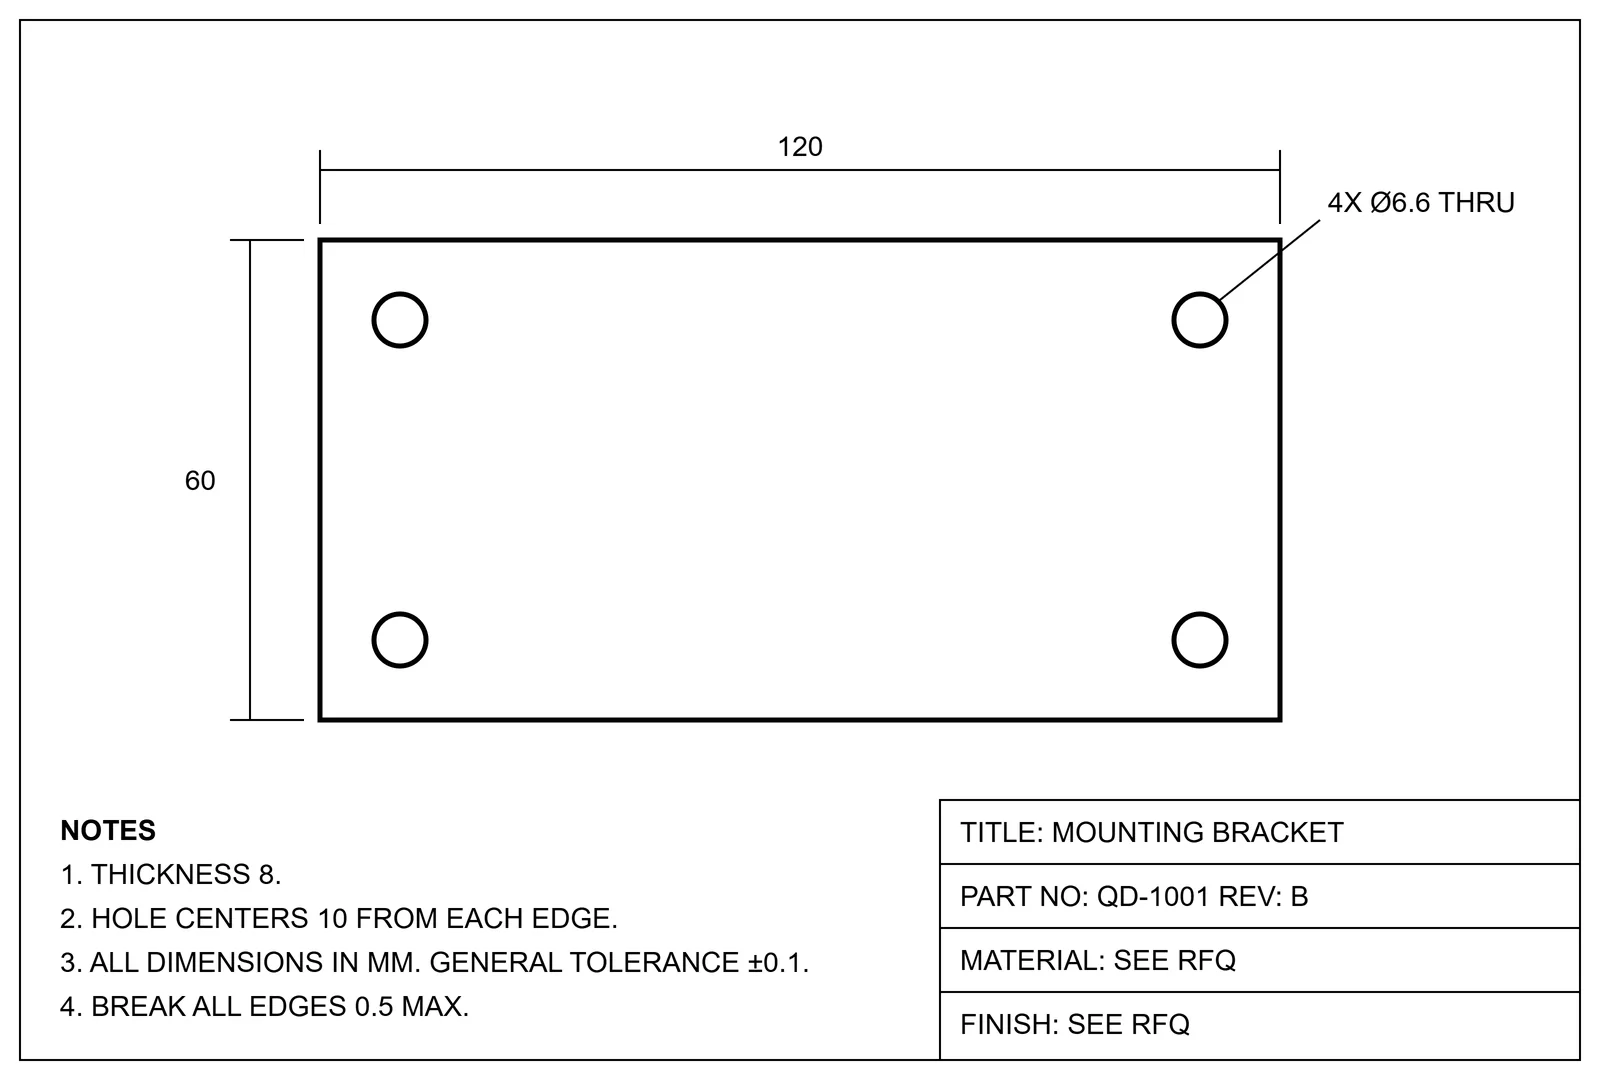 120
4X Ø6.6 THRU
60
NOTES
1. THICKNESS 8.
2. HOLE CENTERS 10 FROM EACH EDGE.
3. ALL DIMENSIONS IN MM. GENERAL TOLERANCE ±0.1.
4. BREAK ALL EDGES 0.5 MAX.
TITLE: MOUNTING BRACKET
PART NO: QD-1001 REV: B
MATERIAL: SEE RFQ
FINISH: SEE RFQ